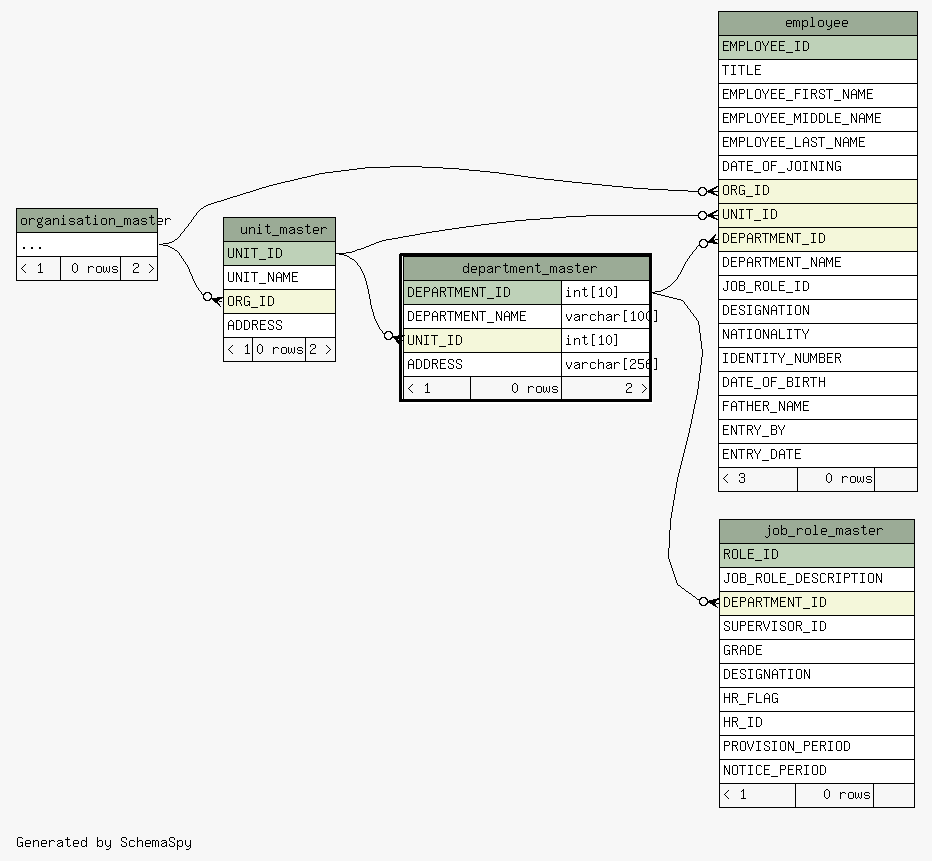 organisation_master
...
< 1 0 rows 2 >
unit_master
UNIT_ID
UNIT_NAME
ORG_ID
ADDRESS
< 1 0 rows 2 >
department_master
DEPARTMENT_ID int[10]
DEPARTMENT_NAME varchar[100]
UNIT_ID int[10]
ADDRESS varchar[256]
< 1 0 rows 2 >
employee
EMPLOYEE_ID
TITLE
EMPLOYEE_FIRST_NAME
EMPLOYEE_MIDDLE_NAME
EMPLOYEE_LAST_NAME
DATE_OF_JOINING
ORG_ID
UNIT_ID
DEPARTMENT_ID
DEPARTMENT_NAME
JOB_ROLE_ID
DESIGNATION
NATIONALITY
IDENTITY_NUMBER
DATE_OF_BIRTH
FATHER_NAME
ENTRY_BY
ENTRY_DATE
< 3 0 rows
job_role_master
ROLE_ID
JOB_ROLE_DESCRIPTION
DEPARTMENT_ID
SUPERVISOR_ID
GRADE
DESIGNATION
HR_FLAG
HR_ID
PROVISION_PERIOD
NOTICE_PERIOD
< 1 0 rows
Generated by SchemaSpy